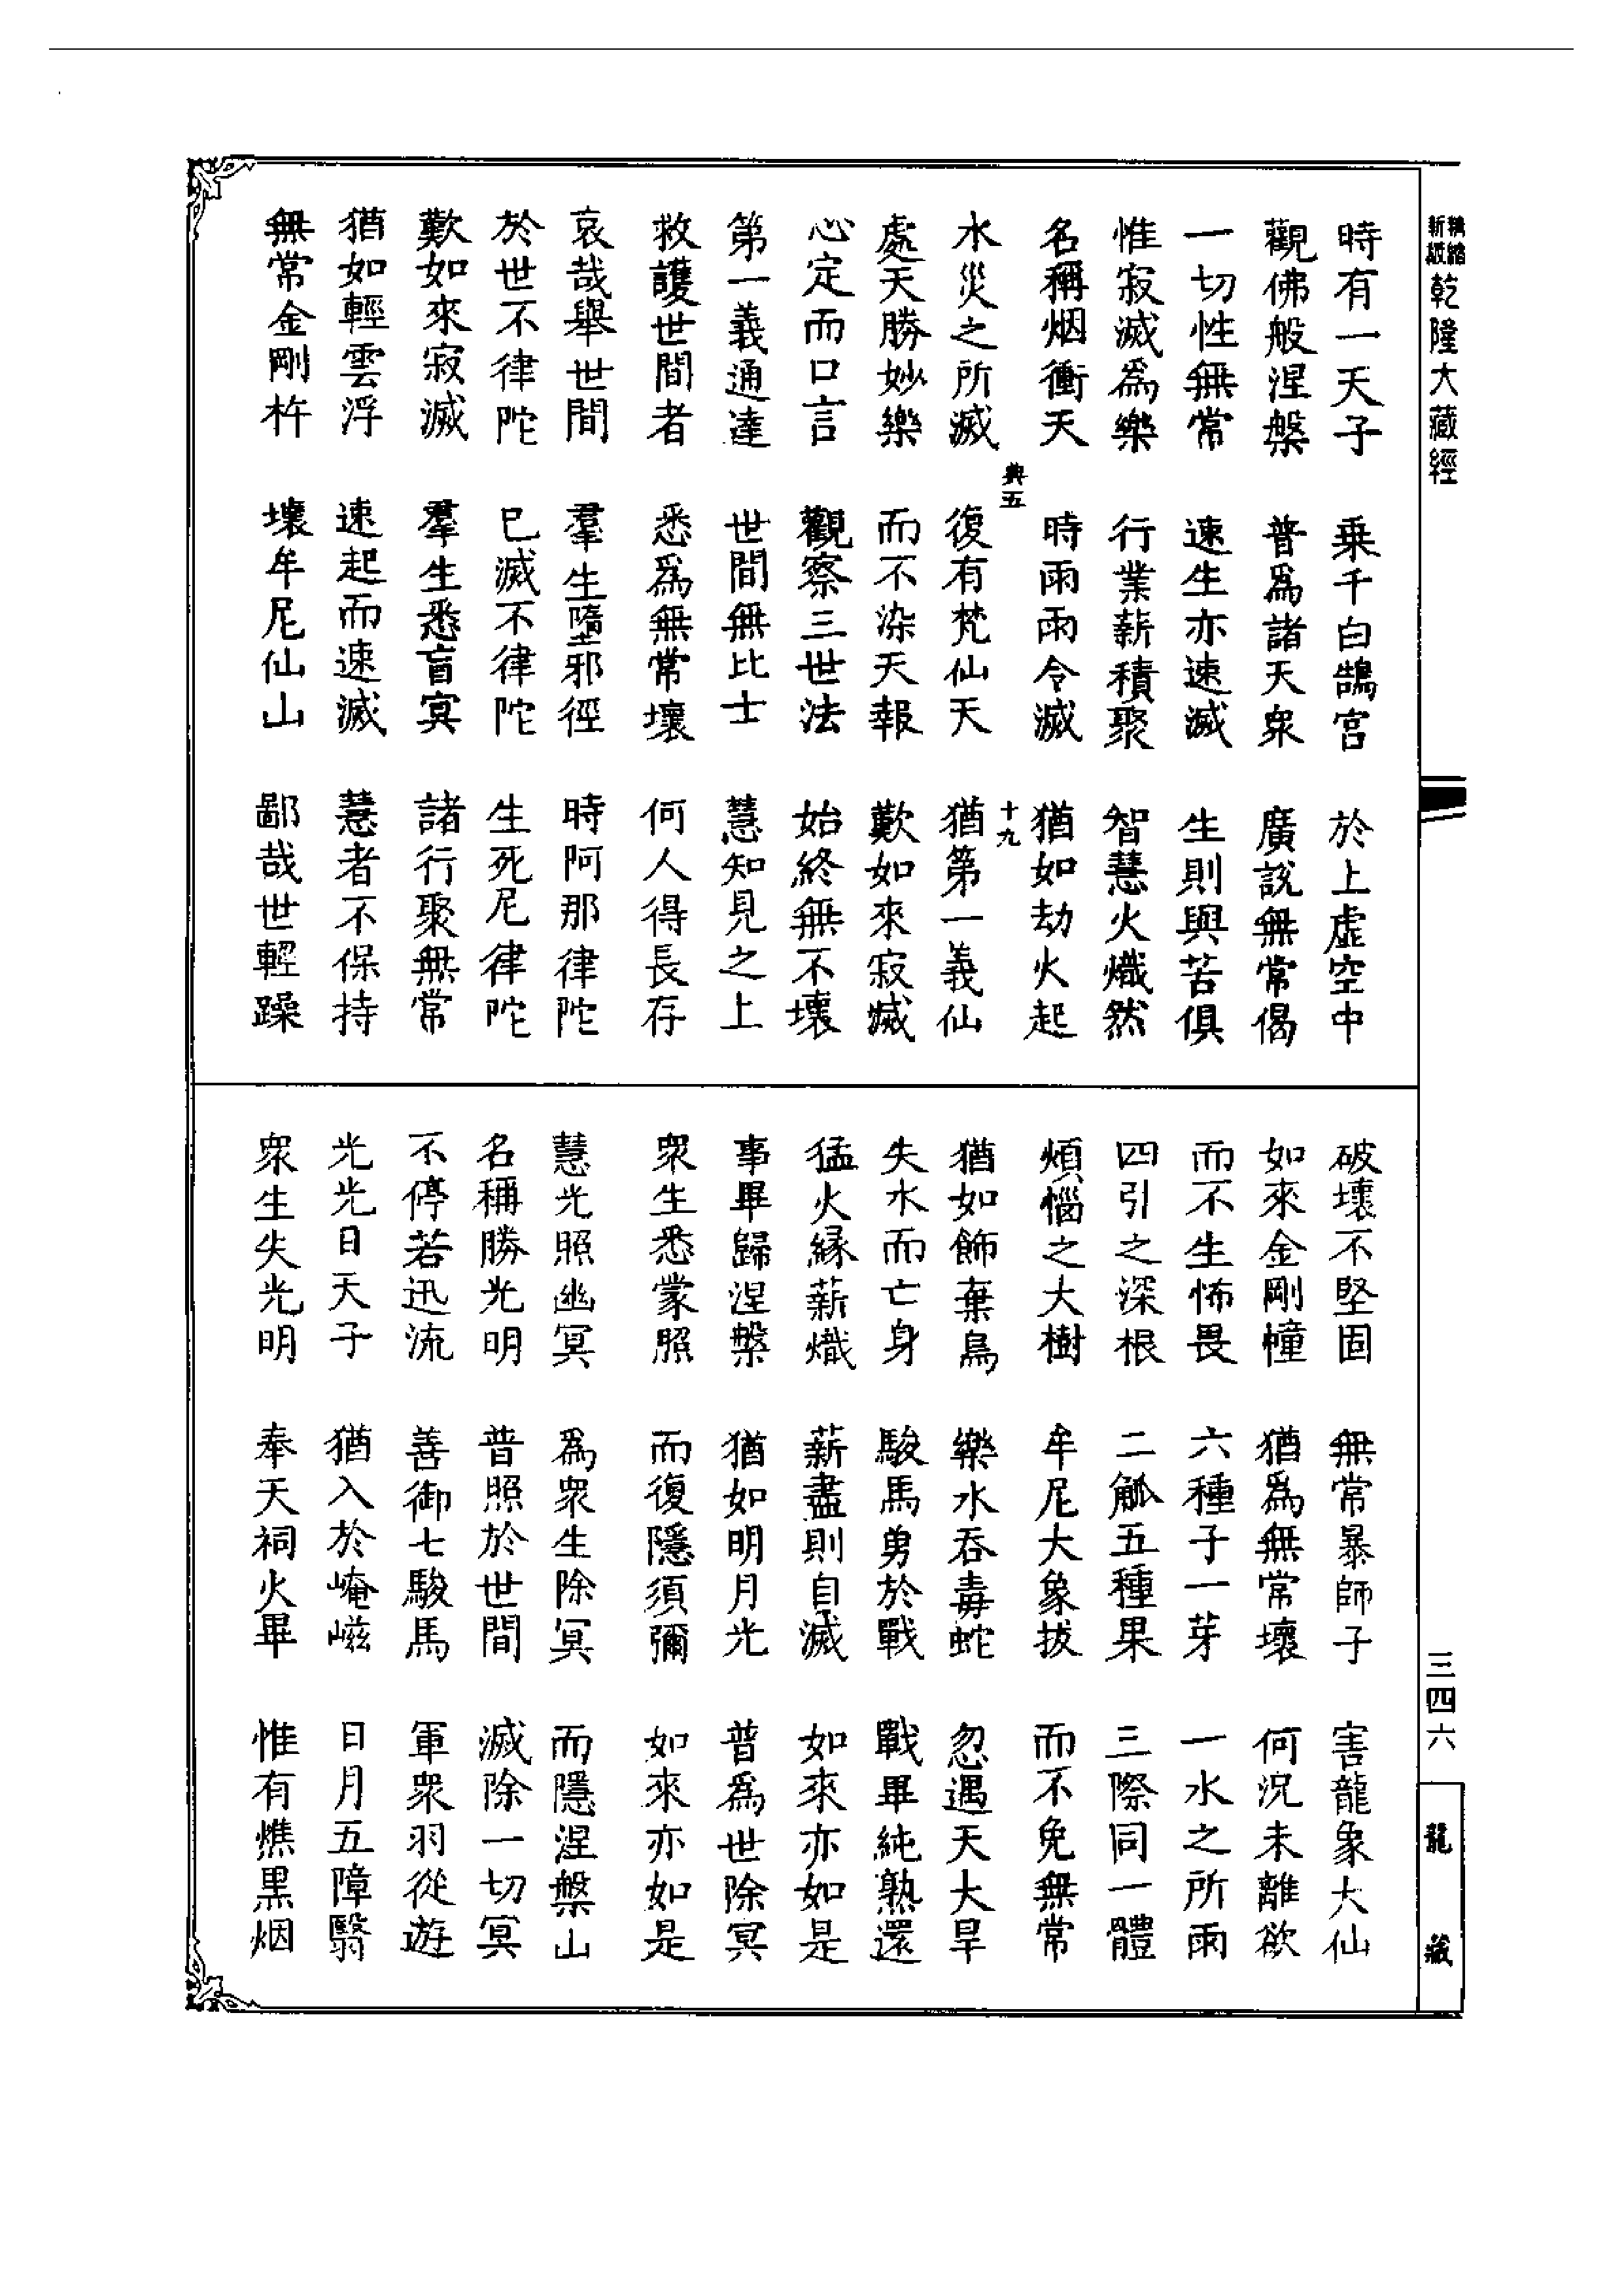 精縮新版乾隆大藏經
三四六
龍藏
時有一天子 乗千白鵠宮 於上虛空中
觀佛般涅槃 普爲諸天衆 廣說無常偈
一切性無常 速生亦速滅 生則與苦俱
惟寂滅爲樂 行業薪積聚 智慧火熾然
名稱烟衝天 時雨雨令滅 猶如劫火起
典五 十九
水災之所滅 復有梵仙天 猶第一義仙
處天勝妙樂 而不染天報 歎如來寂滅
心定而口言 觀察三世法 始終無不壞
第一義通達 世間無比士 慧知見之上
救護世間者 悉爲無常壞 何人得長存
哀哉舉世間 羣生墮邪徑 時阿那律陀
於世不律陀 已滅不律陀 生死尼律陀
歎如來寂滅 羣生悉盲冥 諸行聚無常
猶如輕雲浮 速起而速滅 慧者不保持
無常金剛杵 壞牟尼仙山 鄙哉世輕躁
破壞不堅固 無常暴師子 害龍象大仙
如來金剛幢 猶爲無常壞 何況未離欲
而不生怖畏 六種子一芽 一水之所雨
四引之深根 二觚五種果 三際同一體
煩惱之大樹 牟尼大象拔 而不免無常
猶如飾棄鳥 樂水吞毒蛇 忽遇天大旱
失水而亡身 駿馬勇於戰 戰畢純熟還
猛火緣薪熾 薪盡則自滅 如來亦如是
事畢歸涅槃 猶如明月光 普爲世除冥
衆生悉蒙照 而復隱須彌 如來亦如是
慧光照幽冥 爲衆生除冥 而隱涅槃山
名稱勝光明 普照於世間 滅除一切冥
不停若迅流 善御七駿馬 軍衆羽從遊
光光日天子 猶入於崦嵫 日月五障翳
衆生失光明 奉天祠火畢 惟有燋黑烟